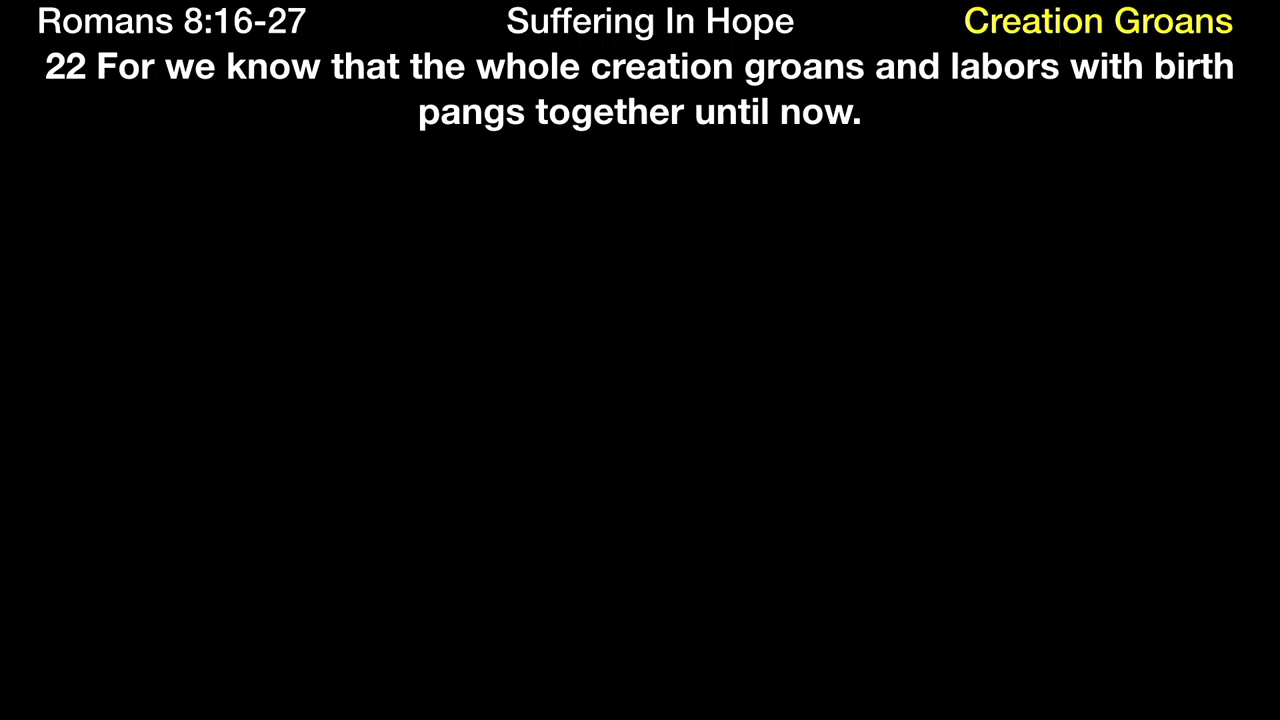 Romans 8:16-27 Suffering In Hope Creation Groans
22 For we know that the whole creation groans and labors with birth
pangs together until now.